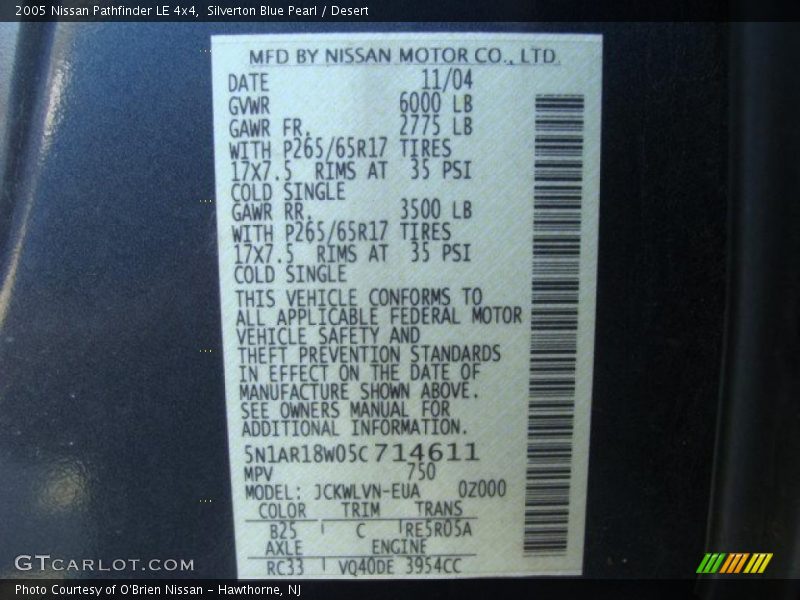 2005 Nissan Pathfinder LE 4x4, Silverton Blue Pearl / Desert
MFD BY NISSAN MOTOR CO., LTD.
DATE 11/04
GVWR 6000 LB
GAWR FR. 2775 LB
WITH P265/65R17 TIRES
17X7.5 RIMS AT 35 PSI
COLD SINGLE
GAWR RR. 3500 LB
WITH P265/65R17 TIRES
17X7.5 RIMS AT 35 PSI
COLD SINGLE
THIS VEHICLE CONFORMS TO
ALL APPLICABLE FEDERAL MOTOR
VEHICLE SAFETY AND
THEFT PREVENTION STANDARDS
IN EFFECT ON THE DATE OF
MANUFACTURE SHOWN ABOVE.
SEE OWNERS MANUAL FOR
ADDITIONAL INFORMATION.
5N1AR18W05C714611
MPV 750
MODEL: JCKWLVN-EUA 0Z000
COLOR TRIM TRANS
B25 C RE5R05A
AXLE ENGINE
RC33 VQ40DE 3954CC
GTCARLOT.COM
Photo Courtesy of O'Brien Nissan - Hawthorne, NJ